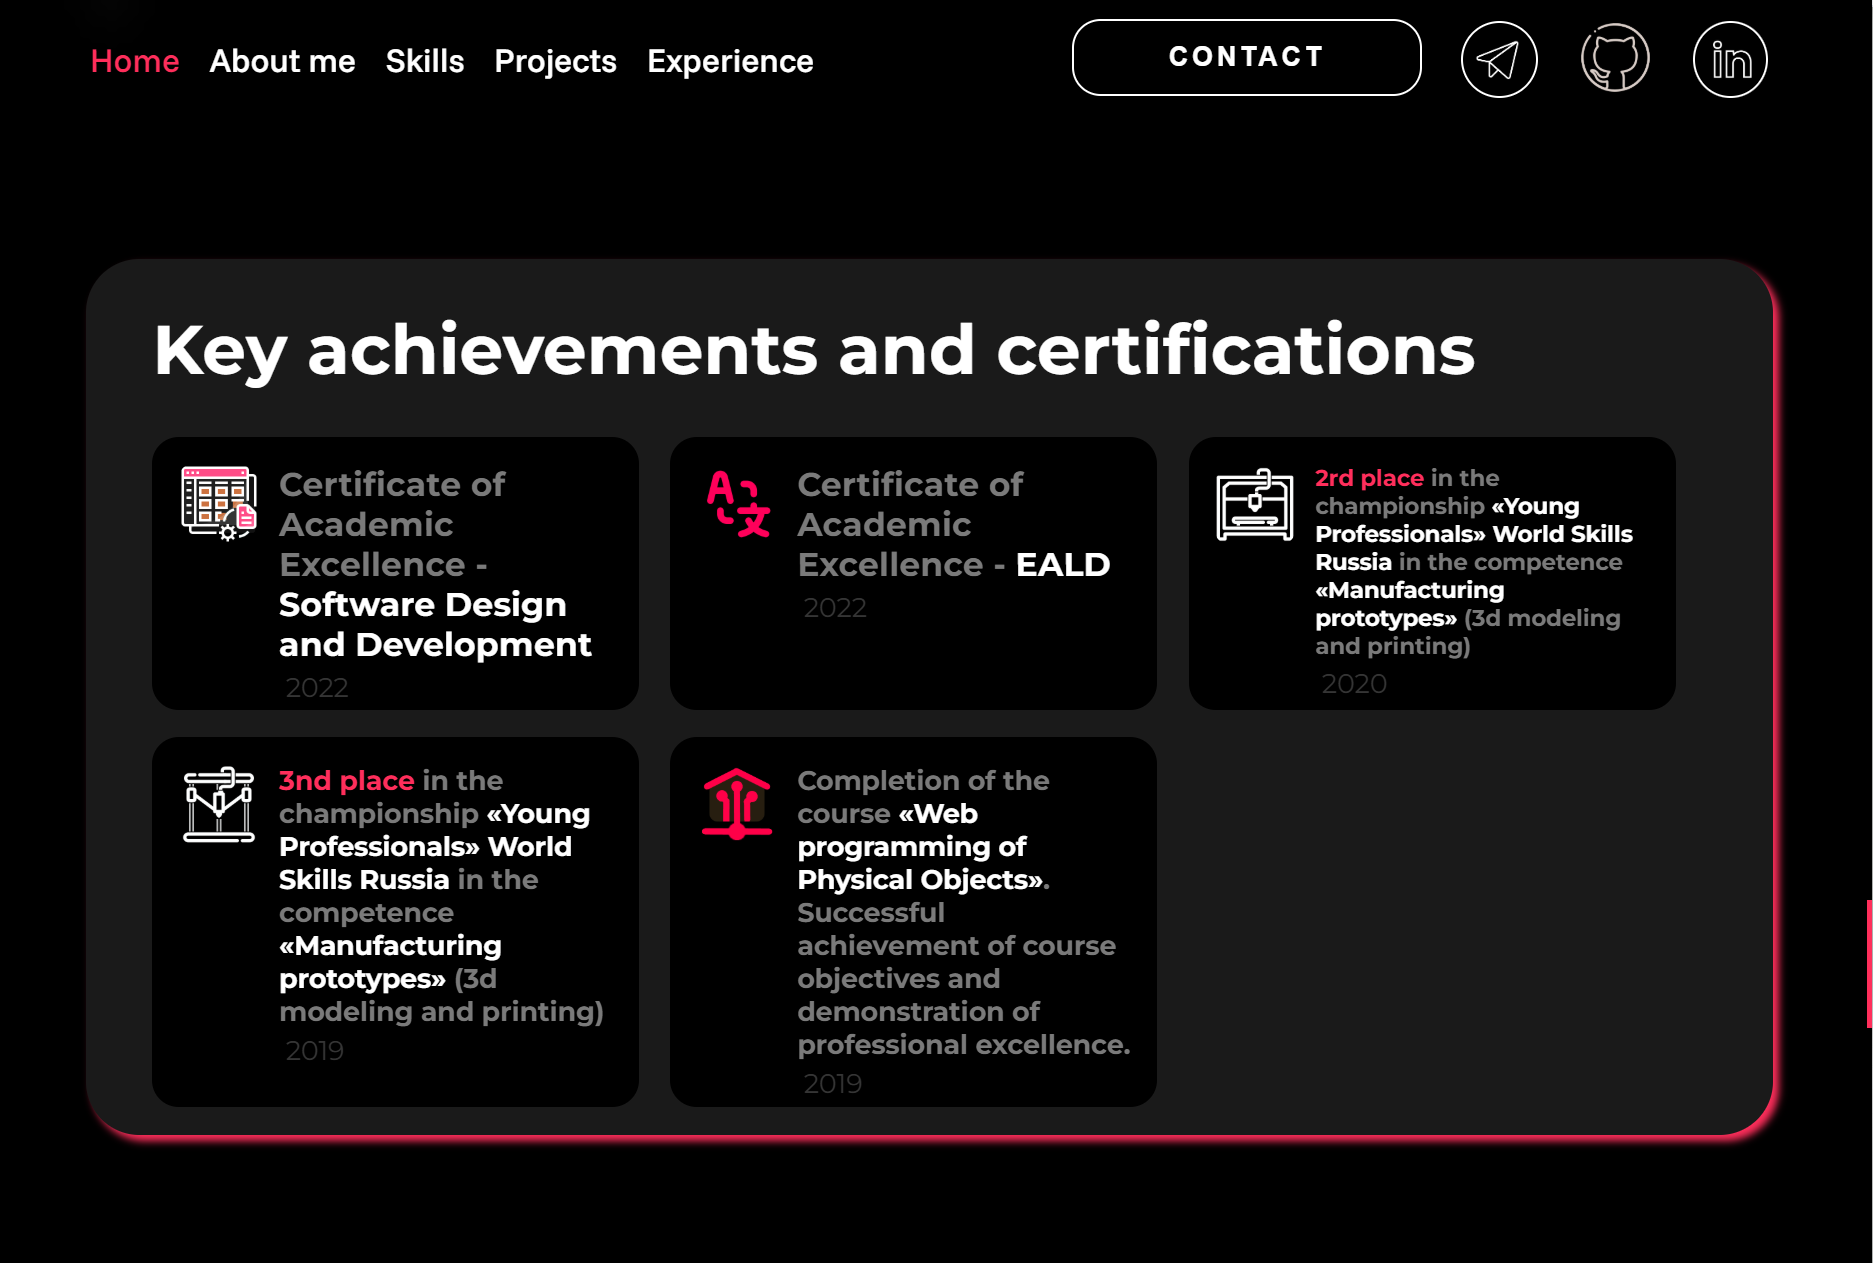 Home About me Skills Projects Experience CONTACT in
Key achievements and certifications
Certificate of
Academic
Excellence -
Software Design
and Development
2022
A文
Certificate of
Academic
Excellence - EALD
2022
2rd place in the
championship «Young
Professionals» World Skills
Russia in the competence
«Manufacturing
prototypes» (3d modeling
and printing)
2020
3nd place in the
championship «Young
Professionals» World
Skills Russia in the
competence
«Manufacturing
prototypes» (3d
modeling and printing)
2019
Completion of the
course «Web
programming of
Physical Objects».
Successful
achievement of course
objectives and
demonstration of
professional excellence.
2019